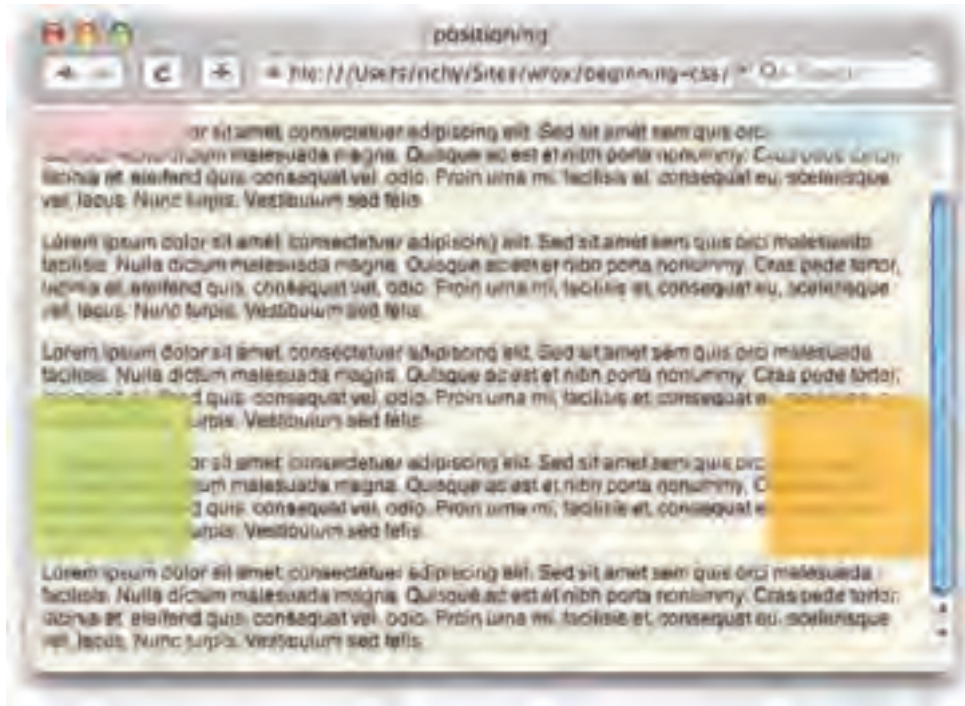 positioning
file:///Users/richy/Sites/wrox/beginning-css/
or sit amet, consectetuer adipiscing elit. Sed sit amet sem quis orci
dictum malesuada magna. Quisque ac est et nibh porta nonummy. Cras pede tortor,
lacinia et, eleifend quis, consequat vel, odio. Proin urna mi, facilisis et, consequat eu, scelerisque
vel, lacus. Nunc turpis. Vestibulum sed felis.
Lorem ipsum dolor sit amet, consectetuer adipiscing elit. Sed sit amet sem quis orci malesuada
facilisis. Nulla dictum malesuada magna. Quisque ac est et nibh porta nonummy. Cras pede tortor,
lacinia et, eleifend quis, consequat vel, odio. Proin urna mi, facilisis et, consequat eu, scelerisque
vel, lacus. Nunc turpis. Vestibulum sed felis.
Lorem ipsum dolor sit amet, consectetuer adipiscing elit. Sed sit amet sem quis orci malesuada
facilisis. Nulla dictum malesuada magna. Quisque ac est et nibh porta nonummy. Cras pede tortor,
quis, consequat vel, odio. Proin urna mi, facilisis et, consequat
turpis. Vestibulum sed felis.
or sit amet, consectetuer adipiscing elit. Sed sit amet sem quis
malesuada magna. Quisque ac est et nibh porta nonummy.
quis, consequat vel, odio. Proin urna mi, facilisis et, consequat
turpis. Vestibulum sed felis.
Lorem ipsum dolor sit amet, consectetuer adipiscing elit. Sed sit amet sem quis orci malesuada
facilisis. Nulla dictum malesuada magna. Quisque ac est et nibh porta nonummy. Cras pede tortor,
lacinia et, eleifend quis, consequat vel, odio. Proin urna mi, facilisis et, consequat eu, scelerisque
vel, lacus. Nunc turpis. Vestibulum sed felis.